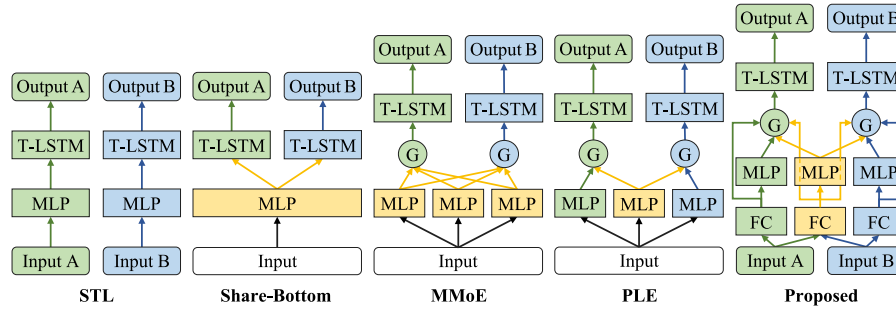 Output A Output B
T-LSTM T-LSTM
MLP MLP
Input A Input B
STL
Output A Output B
T-LSTM T-LSTM
MLP
Input
Share-Bottom
Output A Output B
T-LSTM T-LSTM
G G
MLP MLP MLP
Input
MMoE
Output A Output B
T-LSTM T-LSTM
G G
MLP MLP MLP
Input
PLE
Output A Output B
T-LSTM T-LSTM
G G
MLP MLP MLP
FC FC FC
Input A Input B
Proposed